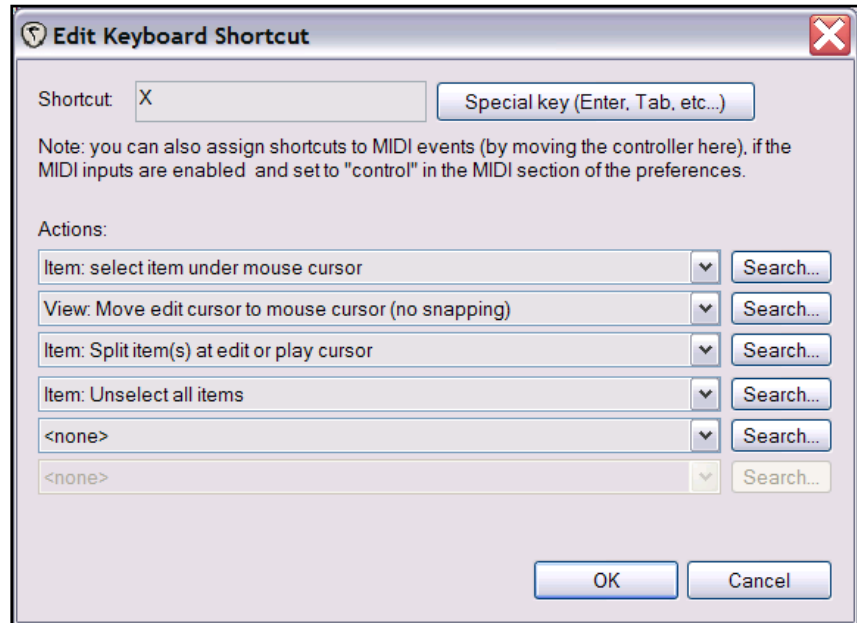 Edit Keyboard Shortcut
Shortcut: X Special key (Enter, Tab, etc...)
Note: you can also assign shortcuts to MIDI events (by moving the controller here), if the
MIDI inputs are enabled and set to "control" in the MIDI section of the preferences.
Actions:
Item: select item under mouse cursor Search...
View: Move edit cursor to mouse cursor (no snapping) Search...
Item: Split item(s) at edit or play cursor Search...
Item: Unselect all items Search...
<none> Search...
<none> Search...
OK Cancel